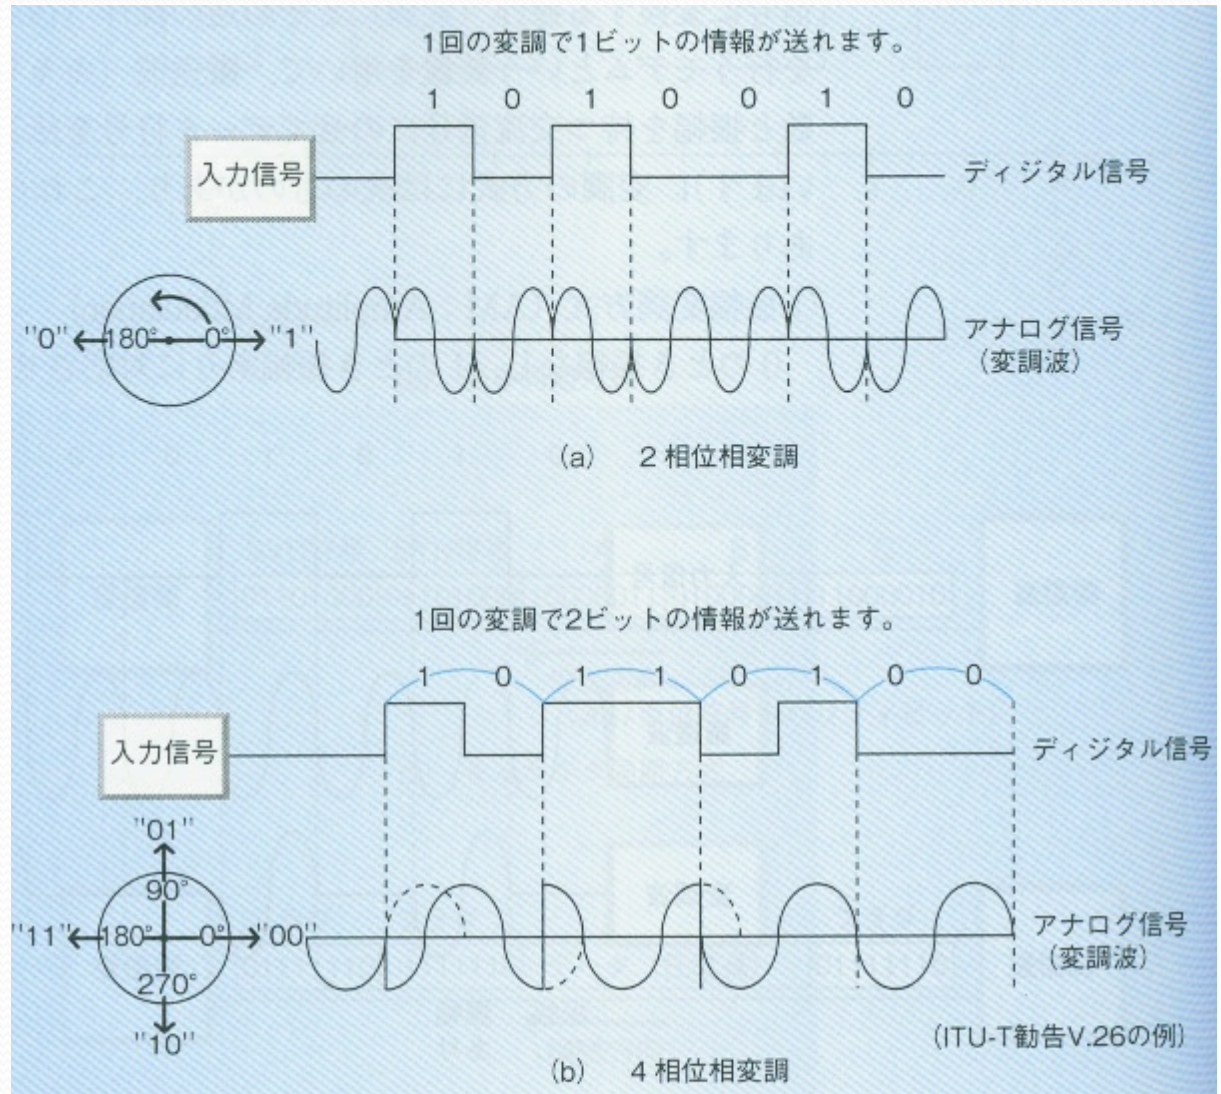 1回の変調で1ビットの情報が送れます。
1 0 1 0 0 1 0
入力信号
ディジタル信号
"0" 180° 0° "1"
アナログ信号
(変調波)
(a) 2相位相変調
1回の変調で2ビットの情報が送れます。
1 0 1 1 0 1 0 0
入力信号
ディジタル信号
"01"
90°
"11" 180° 0° "00"
270°
"10"
アナログ信号
(変調波)
(ITU-T勧告V.26の例)
(b) 4相位相変調